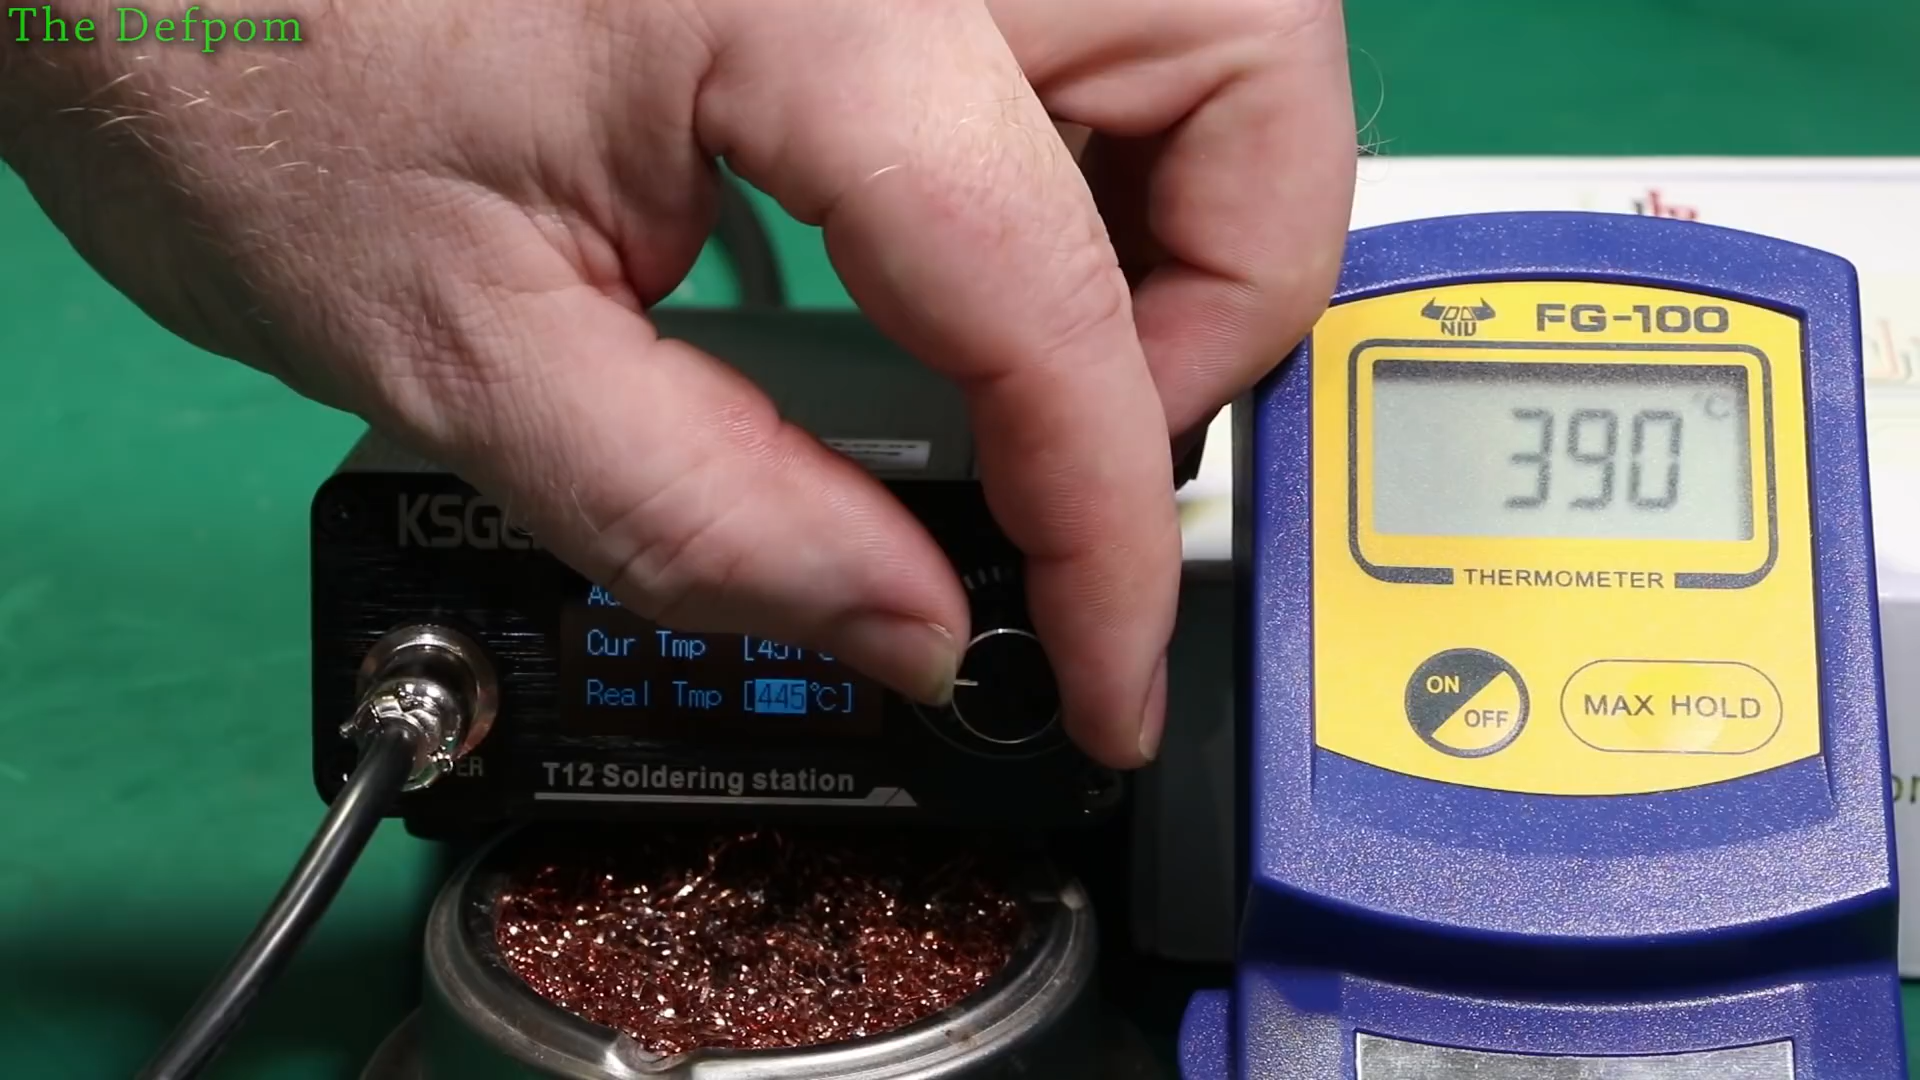 The Defpom
FG-100
390 °C
THERMOMETER
ON
OFF
MAX HOLD
Cur Tmp
Real Tmp [445°C]
T12 Soldering station